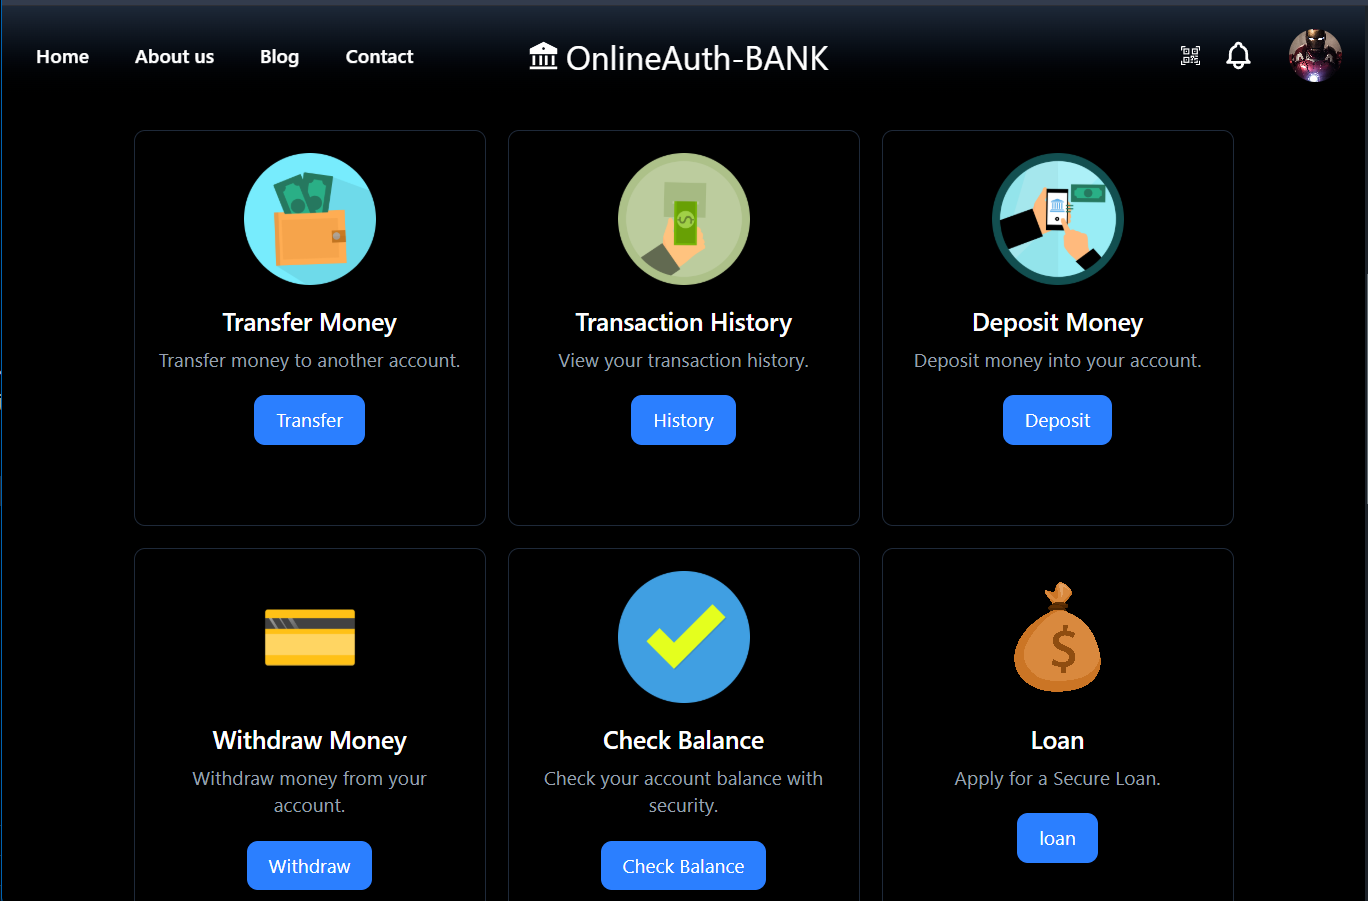 Home About us Blog Contact OnlineAuth-BANK
Transfer Money Transaction History Deposit Money
Transfer money to another account. View your transaction history. Deposit money into your account.
Transfer History Deposit
Withdraw Money Check Balance Loan
Withdraw money from your account. Check your account balance with security. Apply for a Secure Loan.
Withdraw Check Balance loan